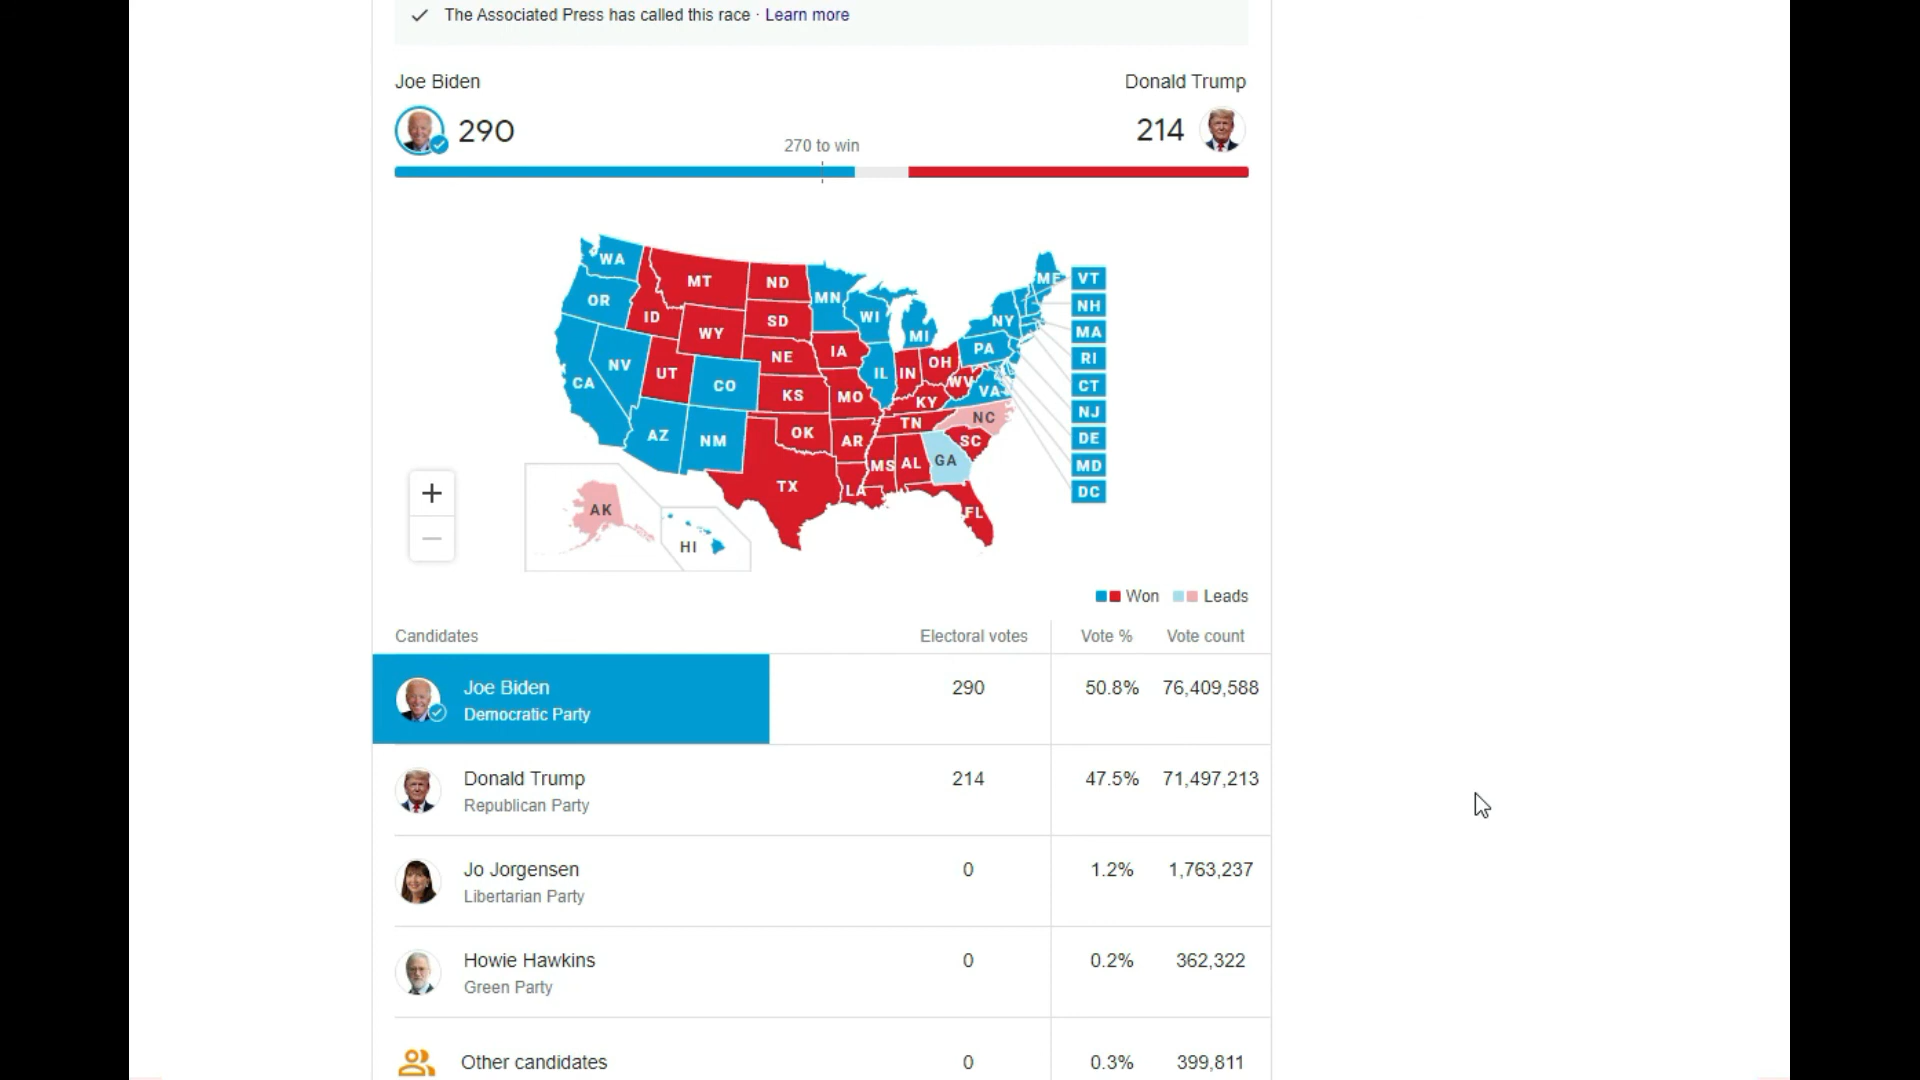 The Associated Press has called this race · Learn more
Joe Biden
Donald Trump
290
270 to win
214
WA
MT
ND
MN
ME
VT
OR
ID
SD
WI
NH
WY
MI
NY
MA
NV
UT
NE
IA
PA
RI
CA
CO
KS
MO
IL
IN
OH
WV
VA
CT
KY
NC
NJ
AZ
NM
OK
AR
TN
SC
DE
TX
LA
MS
AL
GA
MD
DC
FL
AK
HI
+
−
Won
Leads
Candidates Electoral votes Vote % Vote count
Joe Biden 290 50.8% 76,409,588
Democratic Party
Donald Trump 214 47.5% 71,497,213
Republican Party
Jo Jorgensen 0 1.2% 1,763,237
Libertarian Party
Howie Hawkins 0 0.2% 362,322
Green Party
Other candidates 0 0.3% 399,811